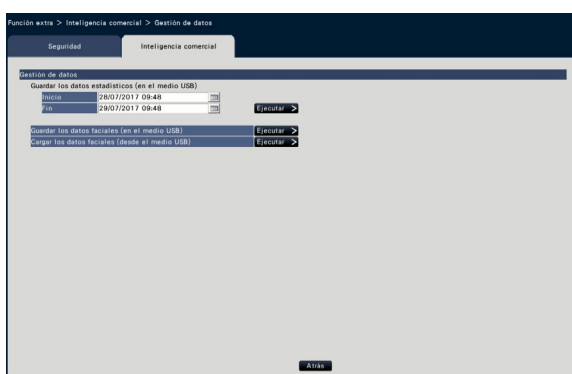 Función extra > Inteligencia comercial > Gestión de datos
Seguridad Inteligencia comercial
Gestión de datos
Guardar los datos estadísticos (en el medio USB)
Inicio 28/07/2017 09:48
Fin 29/07/2017 09:48 Ejecutar >
Guardar los datos faciales (en el medio USB) Ejecutar >
Cargar los datos faciales (desde el medio USB) Ejecutar >
Atrás